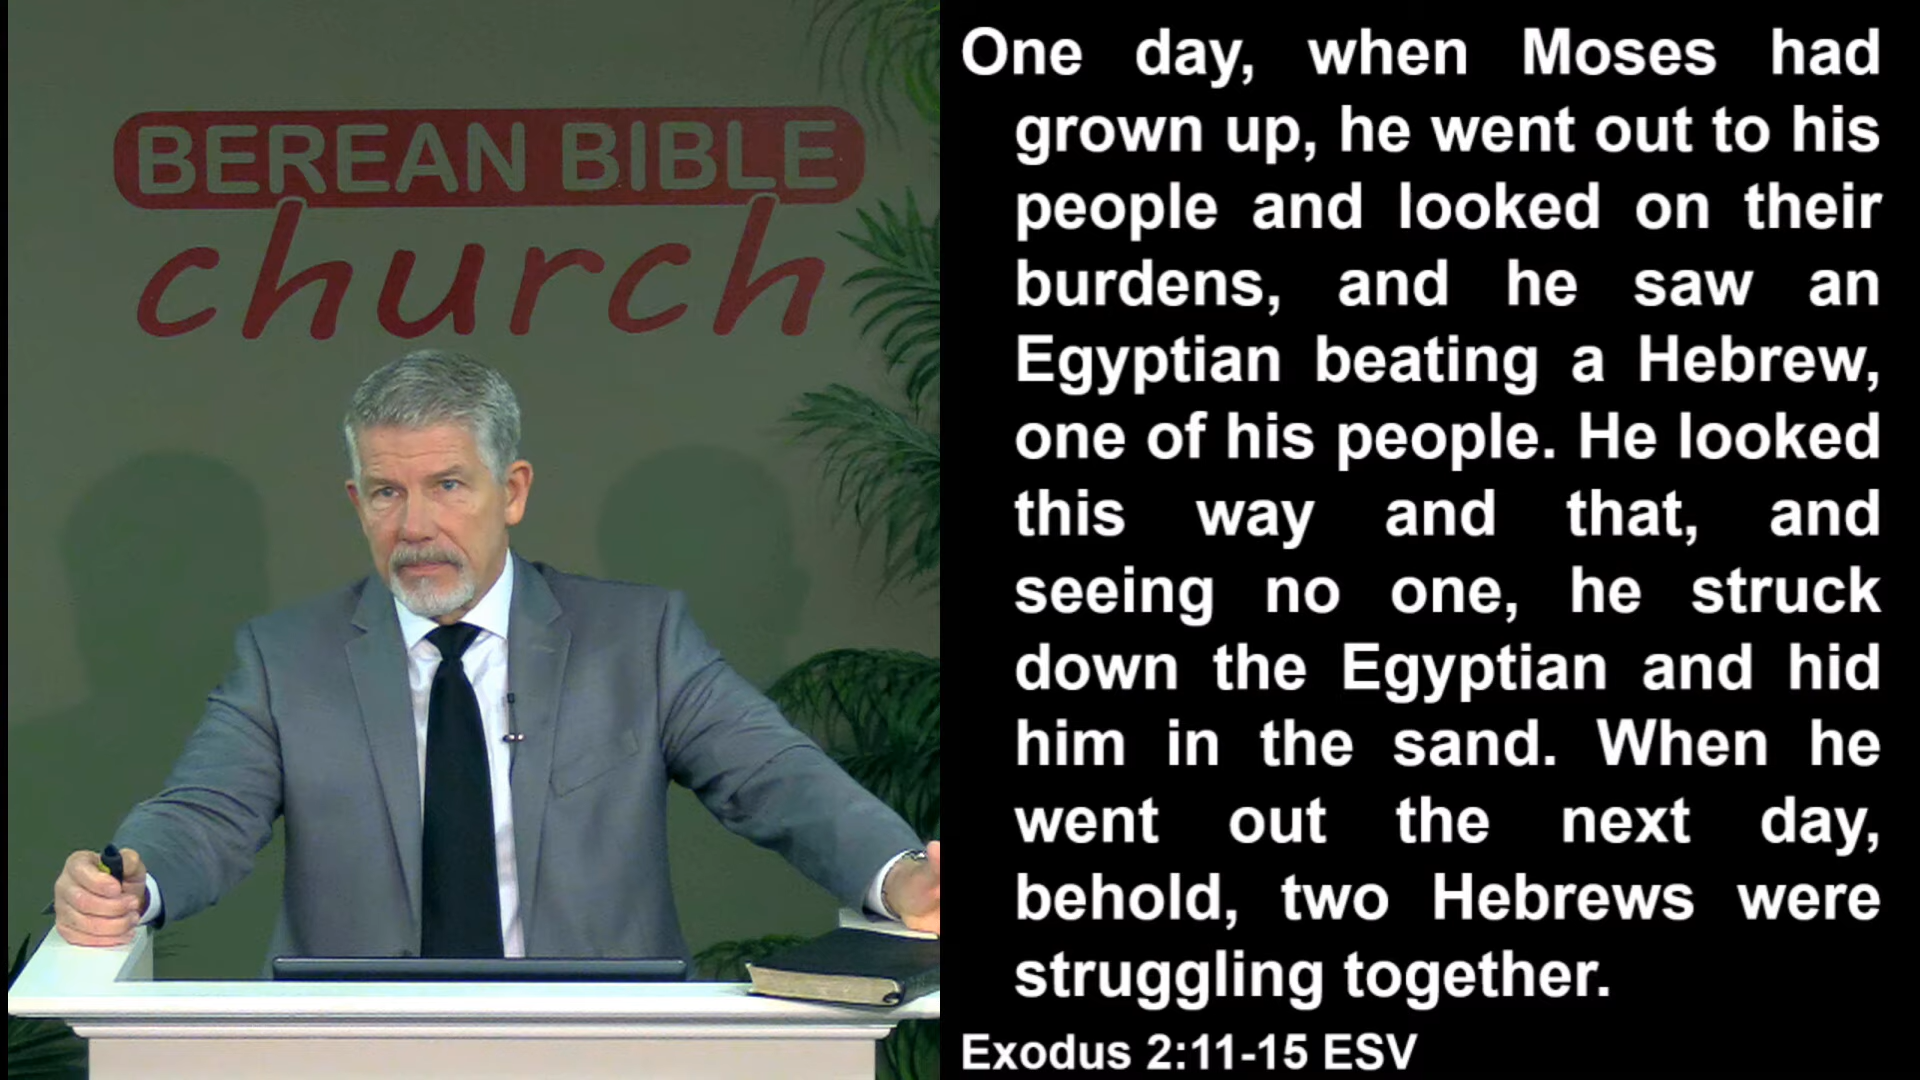 BEREAN BIBLE
church
One day, when Moses had
grown up, he went out to his
people and looked on their
burdens, and he saw an
Egyptian beating a Hebrew,
one of his people. He looked
this way and that, and
seeing no one, he struck
down the Egyptian and hid
him in the sand. When he
went out the next day,
behold, two Hebrews were
struggling together.
Exodus 2:11-15 ESV